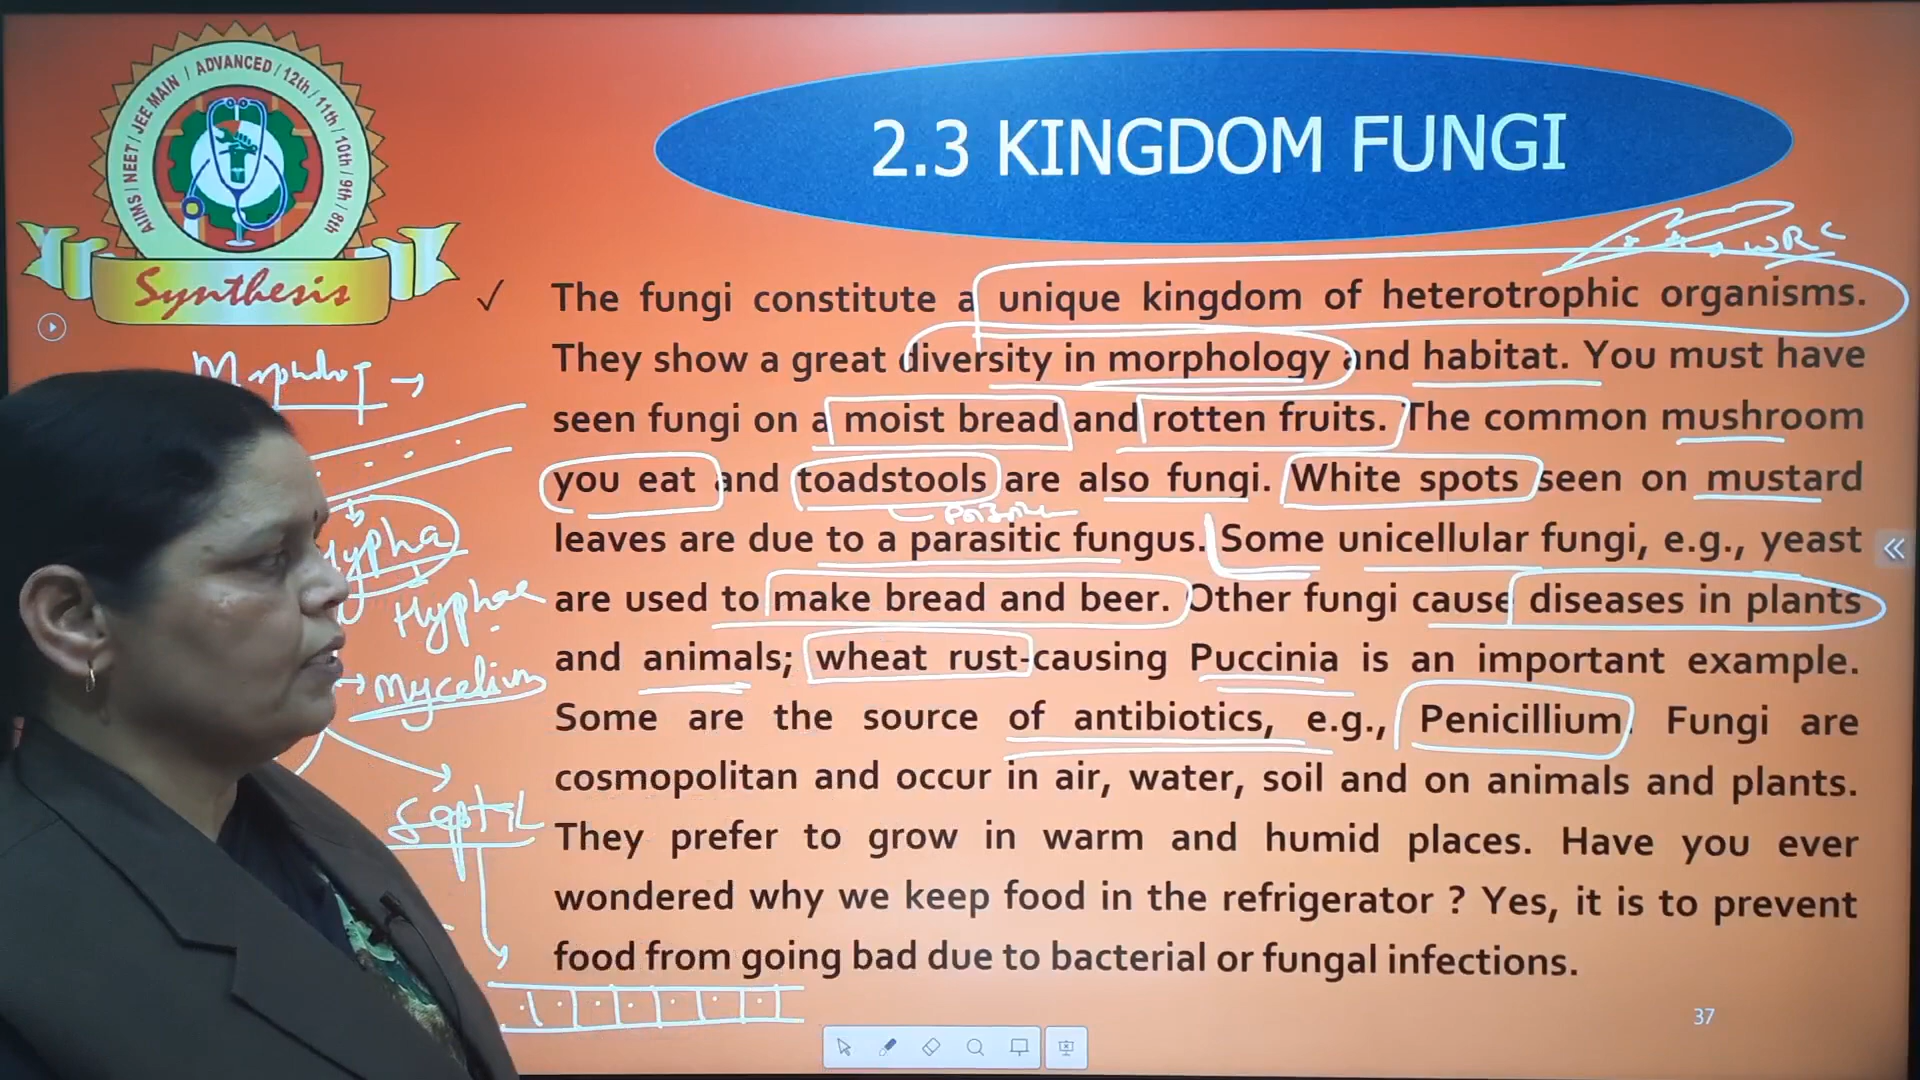 AIIMS / NEET / JEE MAIN / ADVANCED / 12th / 11th / 10th / 9th / 8th
Synthesis
2.3 KINGDOM FUNGI
WRC
✓ The fungi constitute a unique kingdom of heterotrophic organisms.
They show a great diversity in morphology and habitat. You must have
seen fungi on a moist bread and rotten fruits. The common mushroom
you eat and toadstools are also fungi. White spots seen on mustard
leaves are due to a parasitic fungus. Some unicellular fungi, e.g., yeast
are used to make bread and beer. Other fungi cause diseases in plants
and animals; wheat rust-causing Puccinia is an important example.
Some are the source of antibiotics, e.g., Penicillium. Fungi are
cosmopolitan and occur in air, water, soil and on animals and plants.
They prefer to grow in warm and humid places. Have you ever
wondered why we keep food in the refrigerator ? Yes, it is to prevent
food from going bad due to bacterial or fungal infections.
Hypha
Hyphae
→ Mycelium
37